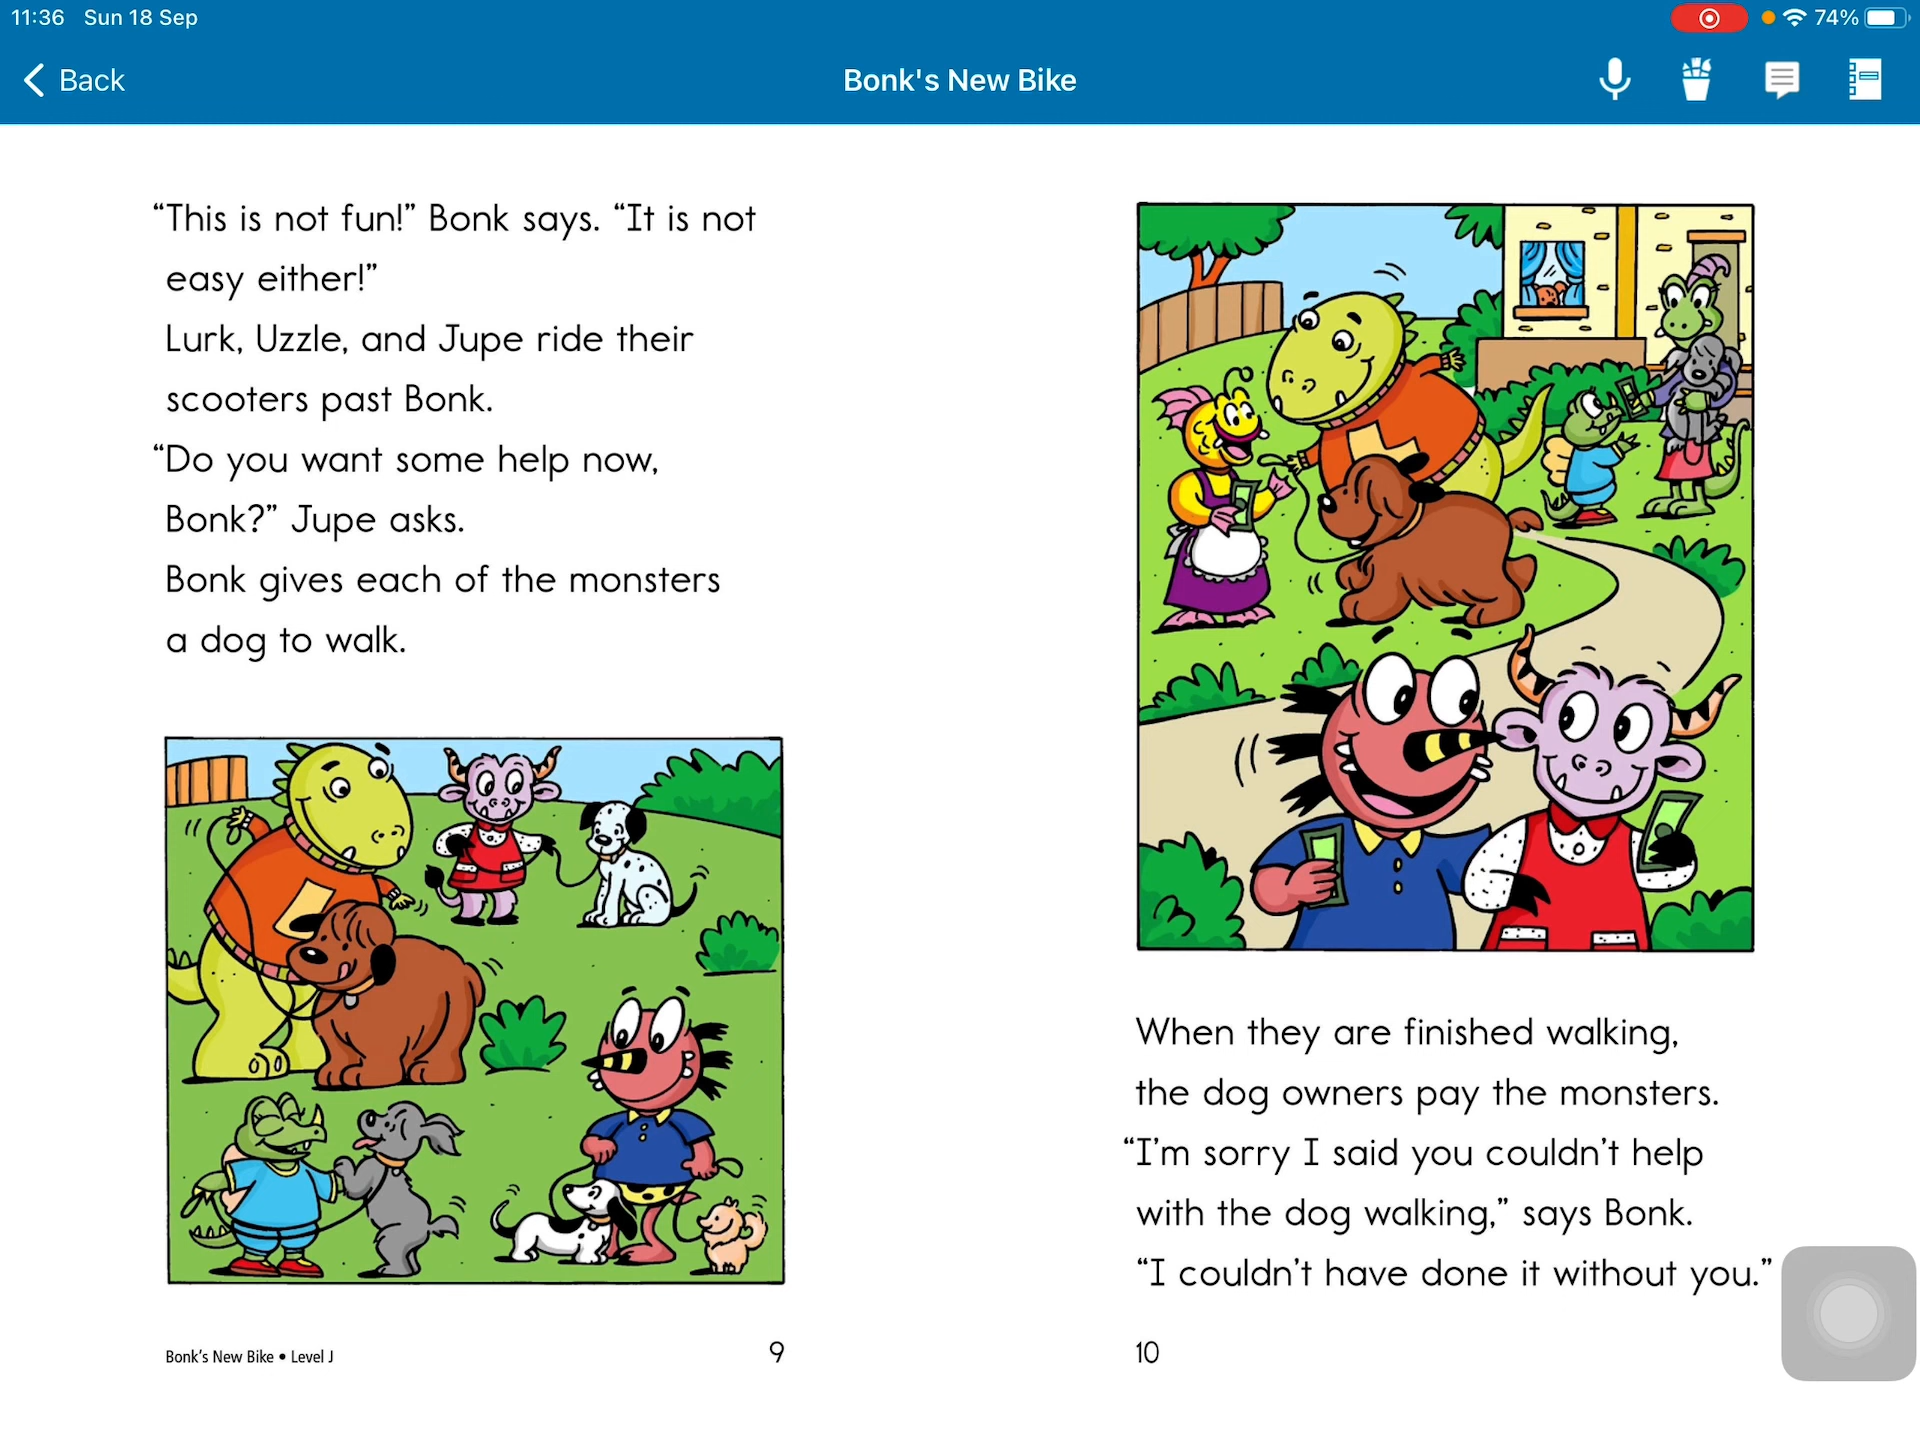 11:36 Sun 18 Sep
74%
Back
Bonk's New Bike
“This is not fun!” Bonk says. “It is not
easy either!”
Lurk, Uzzle, and Jupe ride their
scooters past Bonk.
“Do you want some help now,
Bonk?” Jupe asks.
Bonk gives each of the monsters
a dog to walk.
Bonk’s New Bike • Level J
9
When they are finished walking,
the dog owners pay the monsters.
“I’m sorry I said you couldn’t help
with the dog walking,” says Bonk.
“I couldn’t have done it without you.”
10